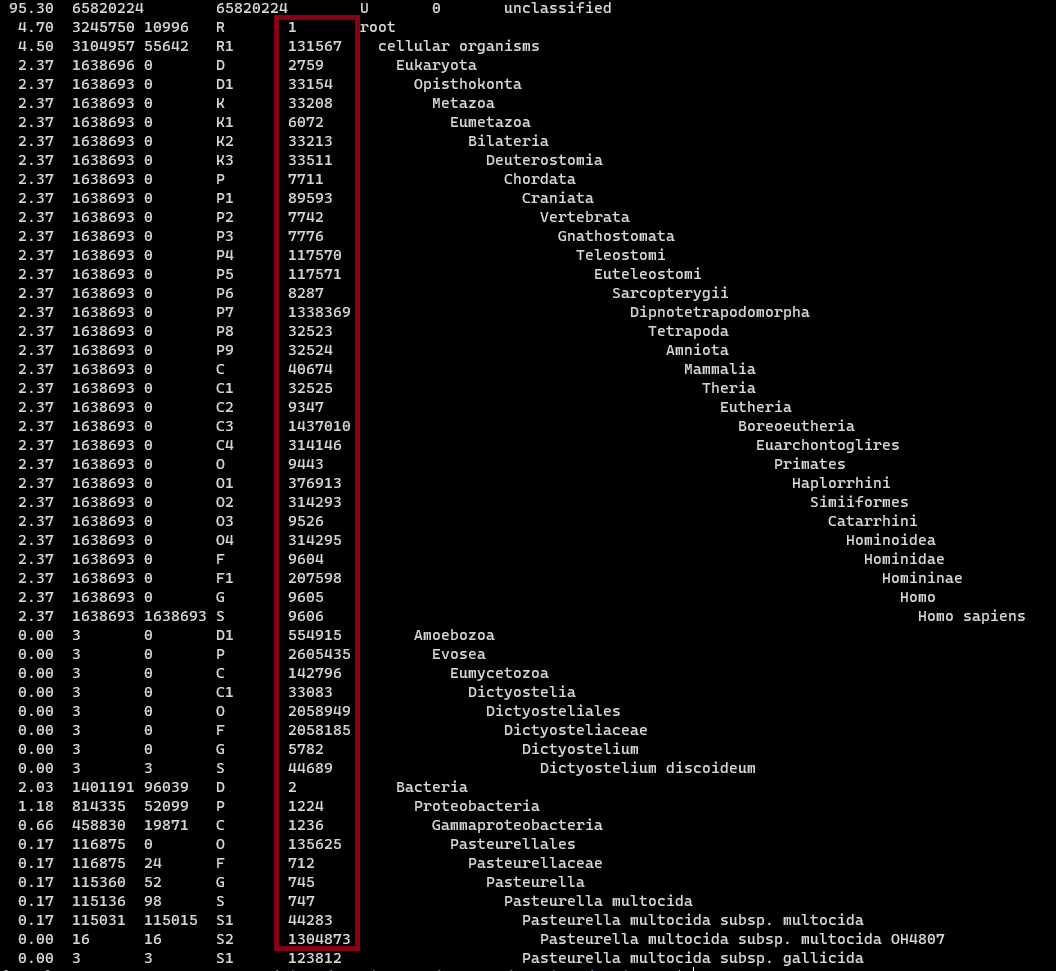 95.30 65820224 65820224 U 0 unclassified
4.70 3245750 10996 R 1 root
4.50 3104957 55642 R1 131567 cellular organisms
2.37 1638696 0 D 2759 Eukaryota
2.37 1638693 0 D1 33154 Opisthokonta
2.37 1638693 0 K 33208 Metazoa
2.37 1638693 0 K1 6072 Eumetazoa
2.37 1638693 0 K2 33213 Bilateria
2.37 1638693 0 K3 33511 Deuterostomia
2.37 1638693 0 P 7711 Chordata
2.37 1638693 0 P1 89593 Craniata
2.37 1638693 0 P2 7742 Vertebrata
2.37 1638693 0 P3 7776 Gnathostomata
2.37 1638693 0 P4 117570 Teleostomi
2.37 1638693 0 P5 117571 Euteleostomi
2.37 1638693 0 P6 8287 Sarcopterygii
2.37 1638693 0 P7 1338369 Dipnotetrapodomorpha
2.37 1638693 0 P8 32523 Tetrapoda
2.37 1638693 0 P9 32524 Amniota
2.37 1638693 0 C 40674 Mammalia
2.37 1638693 0 C1 32525 Theria
2.37 1638693 0 C2 9347 Eutheria
2.37 1638693 0 C3 1437010 Boreoeutheria
2.37 1638693 0 C4 314146 Euarchontoglires
2.37 1638693 0 O 9443 Primates
2.37 1638693 0 O1 376913 Haplorrhini
2.37 1638693 0 O2 314293 Simiiformes
2.37 1638693 0 O3 9526 Catarrhini
2.37 1638693 0 O4 314295 Hominoidea
2.37 1638693 0 F 9604 Hominidae
2.37 1638693 0 F1 207598 Homininae
2.37 1638693 0 G 9605 Homo
2.37 1638693 1638693 S 9606 Homo sapiens
0.00 3 0 D1 554915 Amoebozoa
0.00 3 0 P 2605435 Evosea
0.00 3 0 C 142796 Eumycetozoa
0.00 3 0 C1 33083 Dictyostelia
0.00 3 0 O 2058949 Dictyosteliales
0.00 3 0 F 2058185 Dictyosteliaceae
0.00 3 0 G 5782 Dictyostelium
0.00 3 3 S 44689 Dictyostelium discoideum
2.03 1401191 96039 D 2 Bacteria
1.18 814335 52099 P 1224 Proteobacteria
0.66 458830 19871 C 1236 Gammaproteobacteria
0.17 116875 0 O 135625 Pasteurellales
0.17 116875 24 F 712 Pasteurellaceae
0.17 115360 52 G 745 Pasteurella
0.17 115136 98 S 747 Pasteurella multocida
0.17 115031 115015 S1 44283 Pasteurella multocida subsp. multocida
0.00 16 16 S2 1304873 Pasteurella multocida subsp. multocida OH4807
0.00 3 3 S1 123812 Pasteurella multocida subsp. gallicida